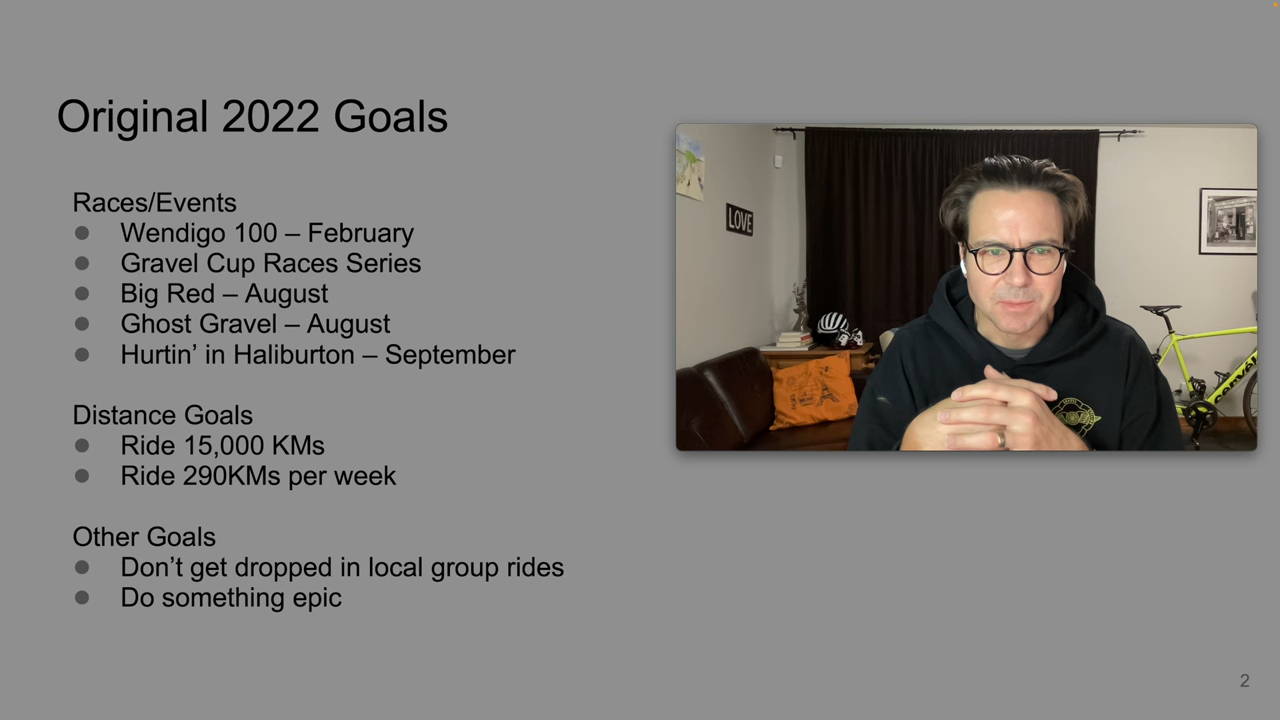 Original 2022 Goals
Races/Events
Wendigo 100 – February
Gravel Cup Races Series
Big Red – August
Ghost Gravel – August
Hurtin’ in Haliburton – September
Distance Goals
Ride 15,000 KMs
Ride 290KMs per week
Other Goals
Don’t get dropped in local group rides
Do something epic
LOVE
2